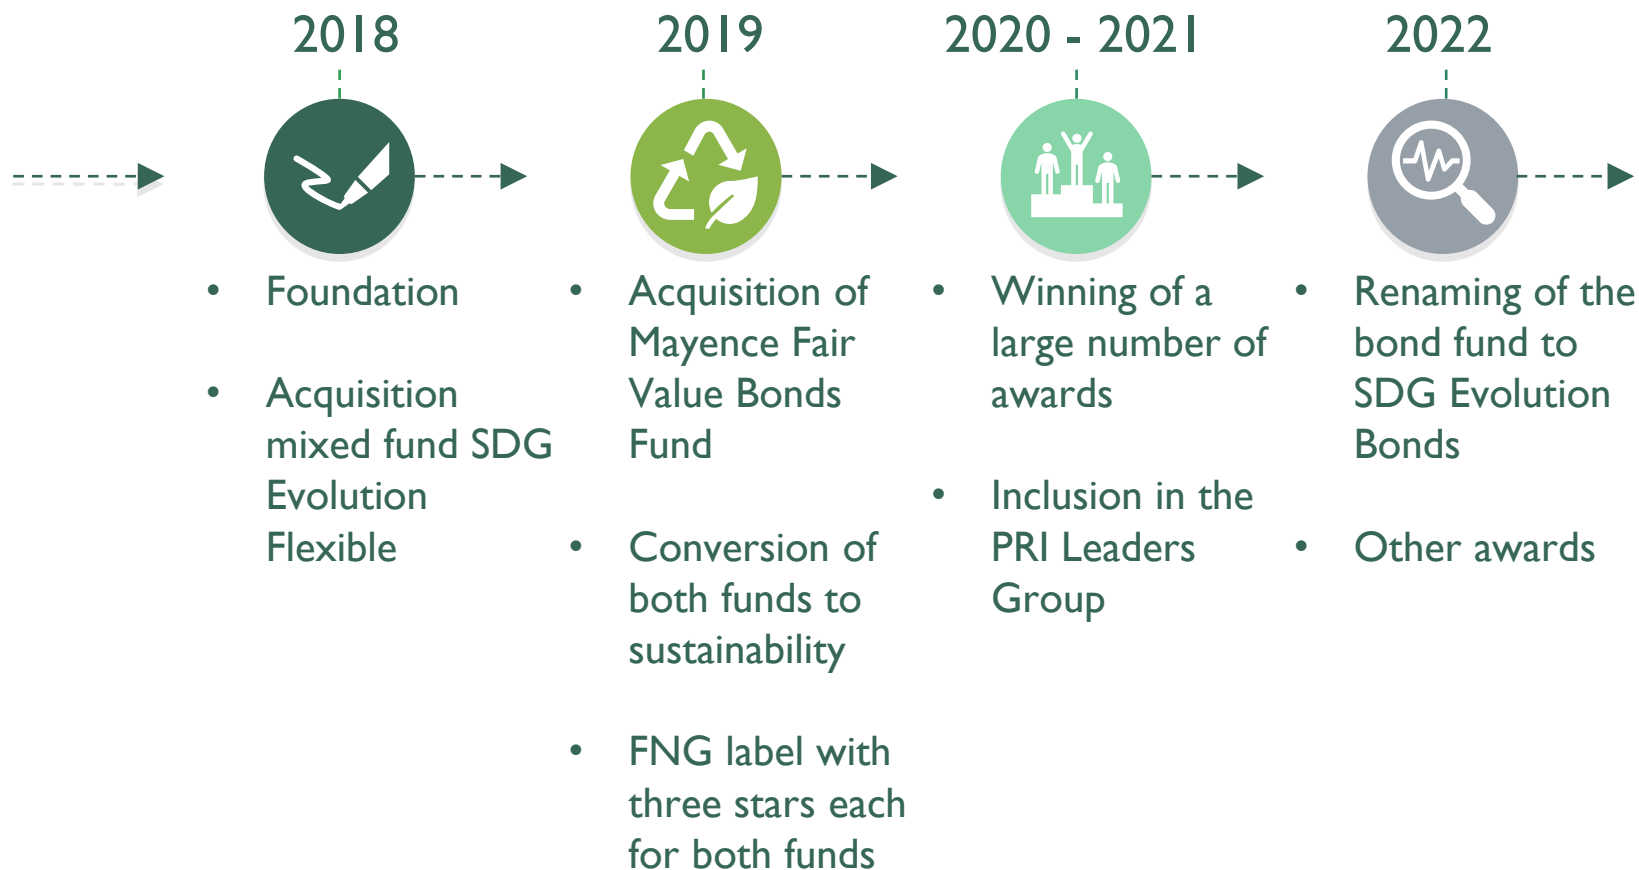 2018
• Foundation
• Acquisition
mixed fund SDG
Evolution
Flexible
2019
• Acquisition of
Mayence Fair
Value Bonds
Fund
• Conversion of
both funds to
sustainability
• FNG label with
three stars each
for both funds
2020 - 2021
• Winning of a
large number of
awards
• Inclusion in the
PRI Leaders
Group
2022
• Renaming of the
bond fund to
SDG Evolution
Bonds
• Other awards